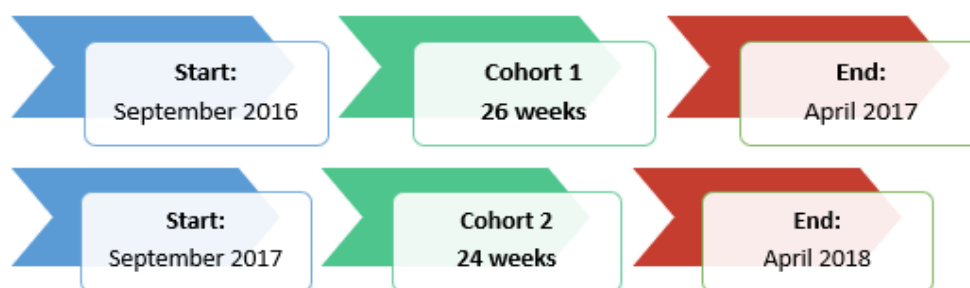 Start:
September 2016
Cohort 1
26 weeks
End:
April 2017
Start:
September 2017
Cohort 2
24 weeks
End:
April 2018